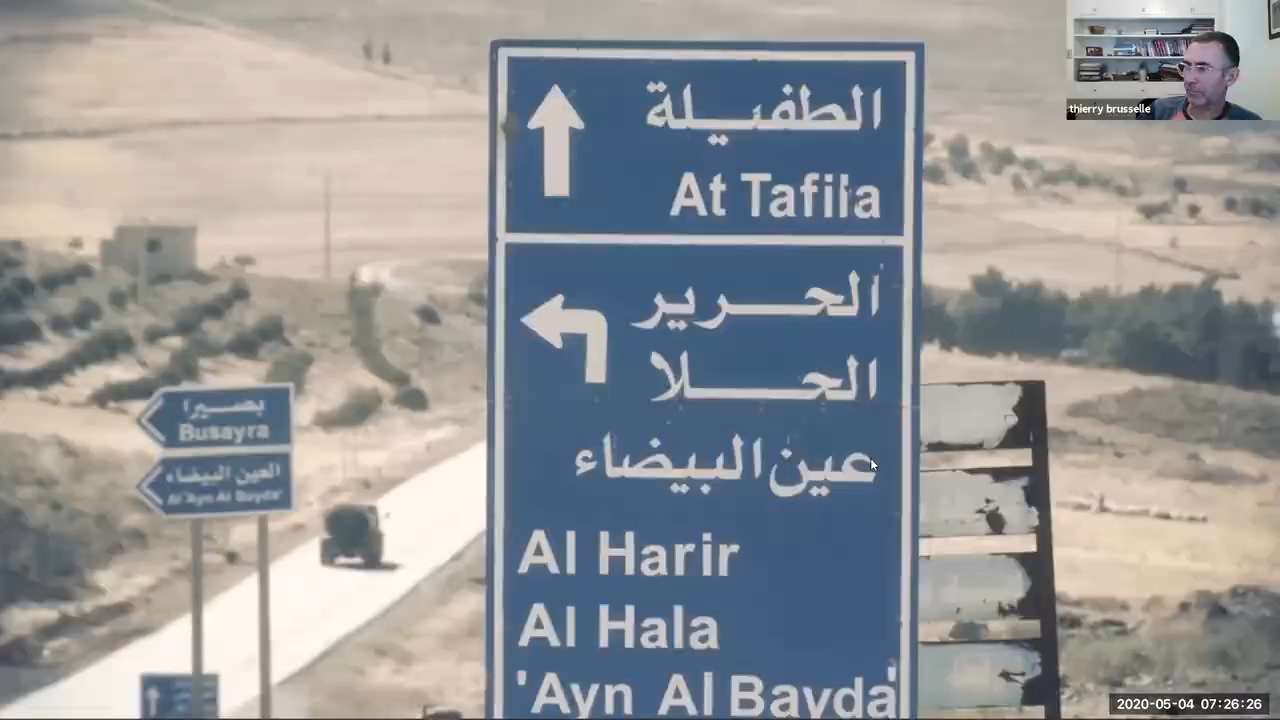 thierry brusselle
الطفيلة
At Tafila
الحرير
الحلا
عين البيضاء
Al Harir
Al Hala
'Ayn Al Bayda'
بصيرا
Busayra
العين البيضاء
Al 'Ayn Al Bayda'
2020-05-04 07:26:26